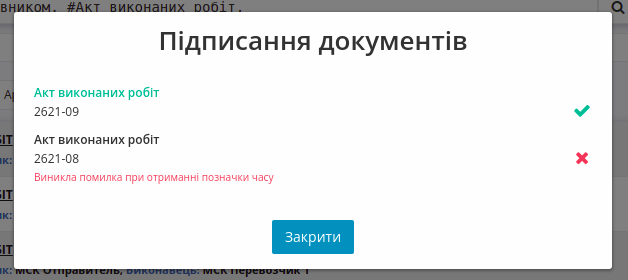 вником. #Акт виконаних робіт.
Підписання документів
Акт виконаних робіт
2621-09
Акт виконаних робіт
2621-08
Виникла помилка при отриманні позначки часу
Закрити
МСК Отправитель, Виконавець: МСК Перевозчик 1